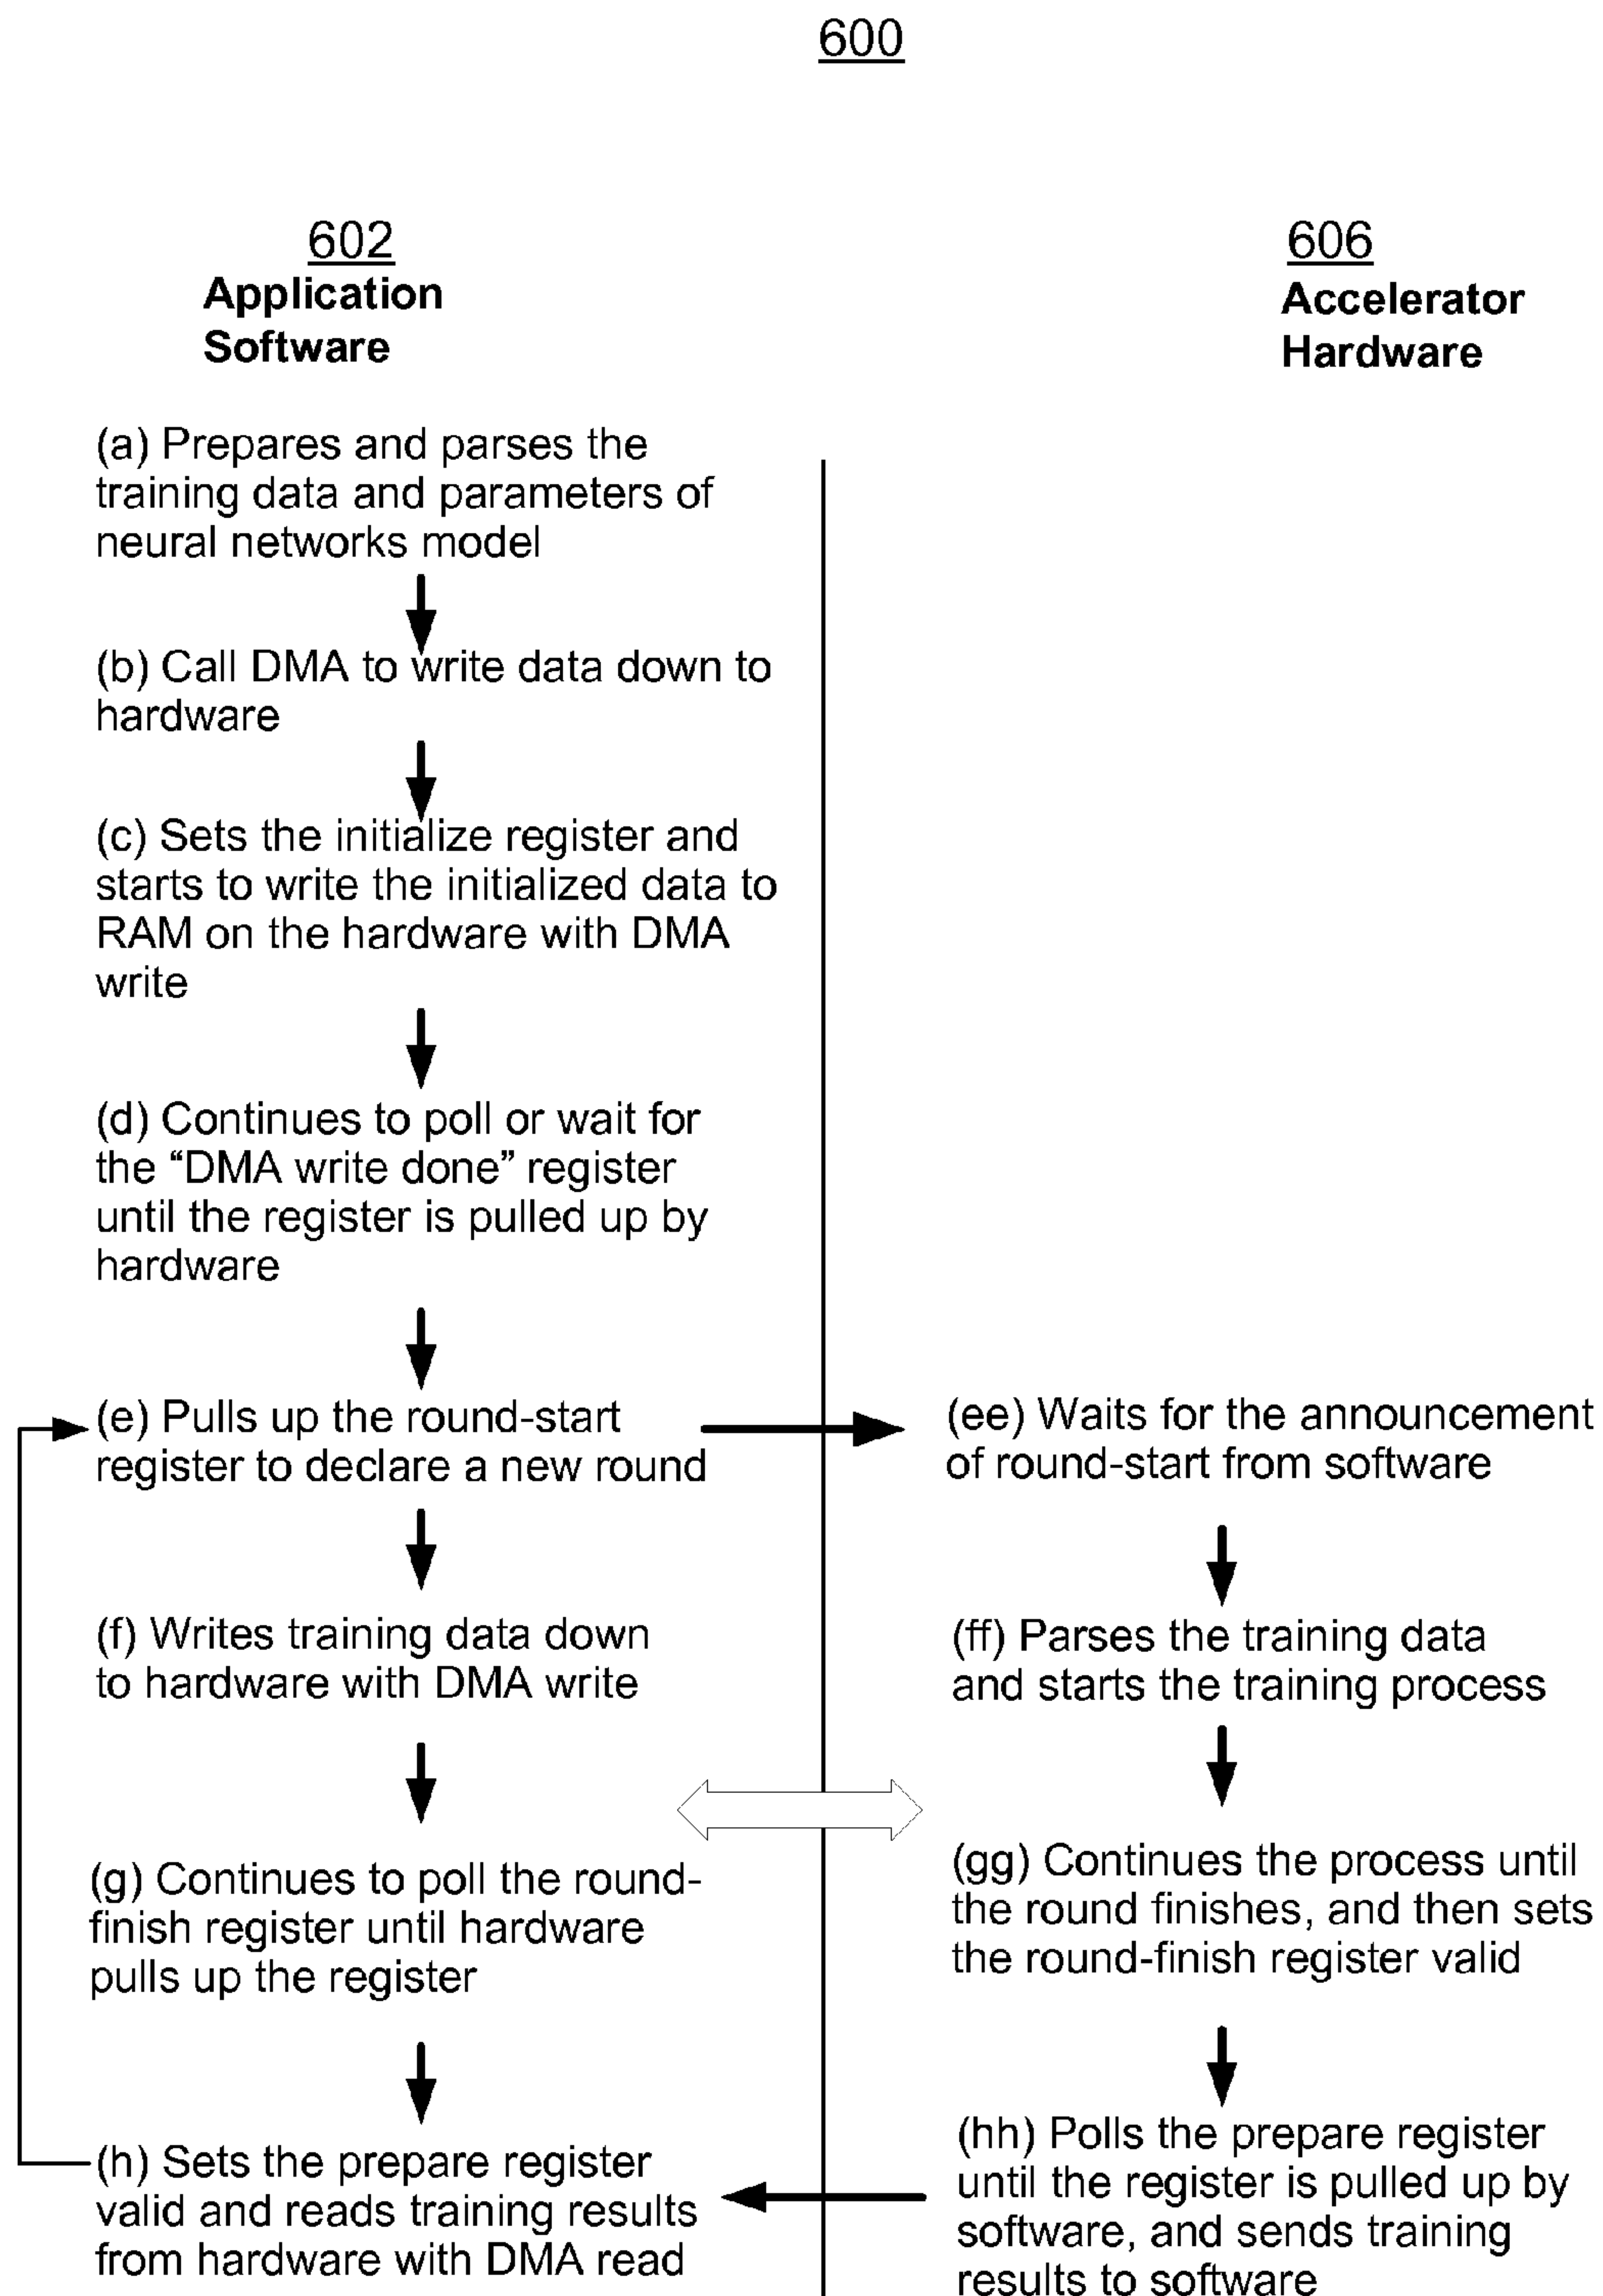 600
602
Application
Software
606
Accelerator
Hardware
(a) Prepares and parses the
training data and parameters of
neural networks model
(b) Call DMA to write data down to
hardware
(c) Sets the initialize register and
starts to write the initialized data to
RAM on the hardware with DMA
write
(d) Continues to poll or wait for
the “DMA write done” register
until the register is pulled up by
hardware
(e) Pulls up the round-start
register to declare a new round
(ee) Waits for the announcement
of round-start from software
(f) Writes training data down
to hardware with DMA write
(ff) Parses the training data
and starts the training process
(g) Continues to poll the round-
finish register until hardware
pulls up the register
(gg) Continues the process until
the round finishes, and then sets
the round-finish register valid
(h) Sets the prepare register
valid and reads training results
from hardware with DMA read
(hh) Polls the prepare register
until the register is pulled up by
software, and sends training
results to software